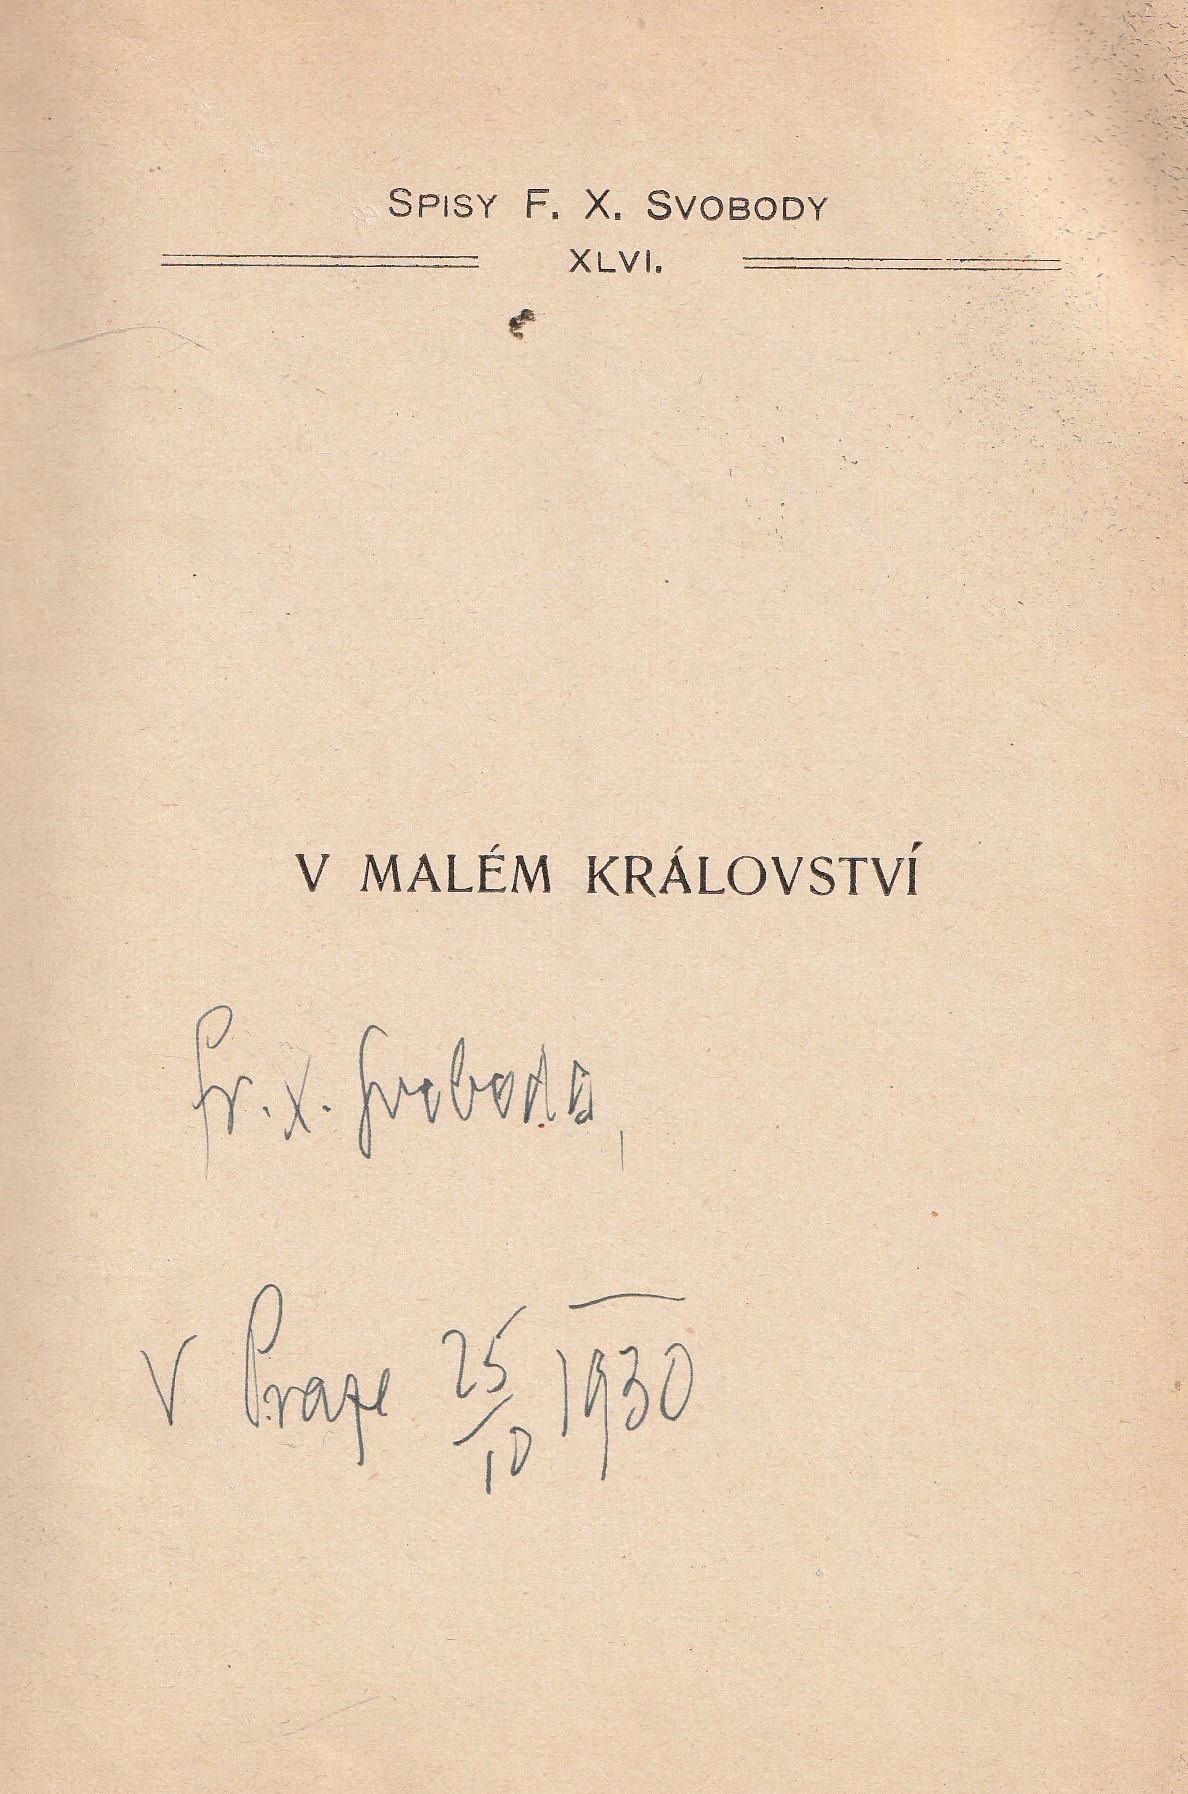 SPISY F. X. SVOBODY
XLVI.
V MALÉM KRÁLOVSTVÍ
Fr. X. Svoboda,
V Praze 25/10 1930